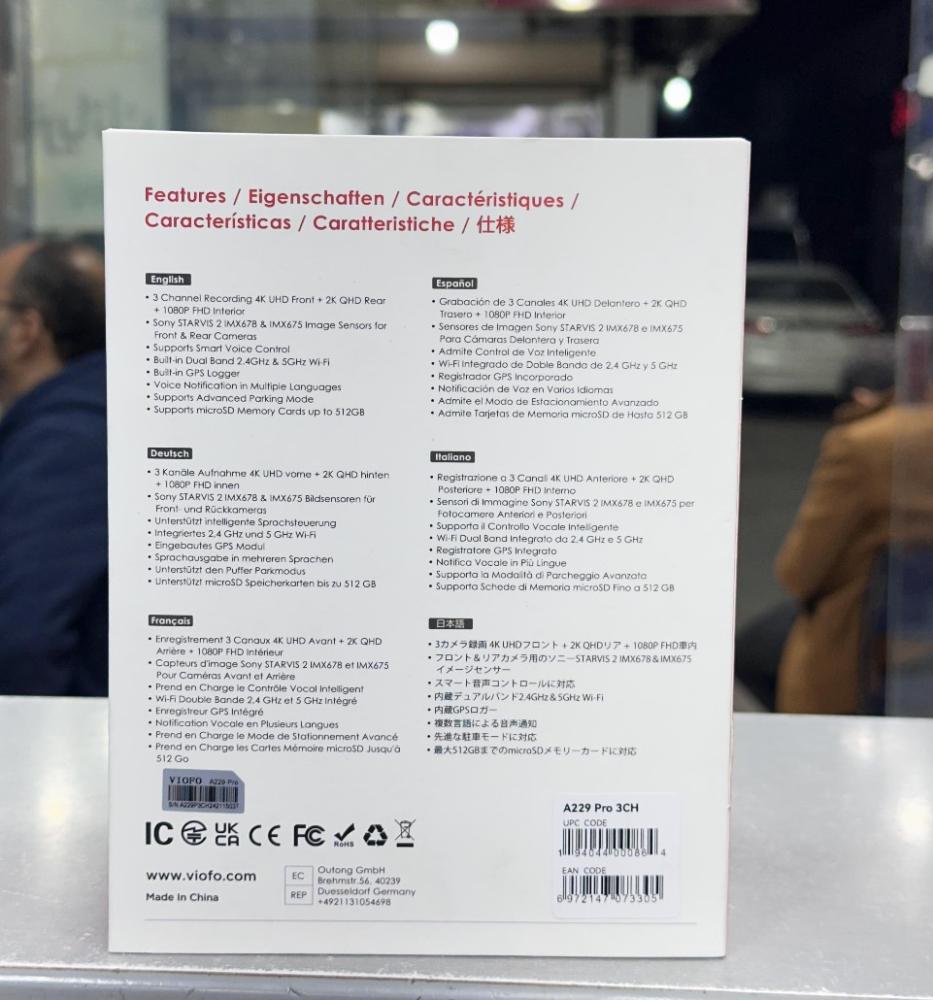 Features / Eigenschaften / Caractéristiques /
Características / Caratteristiche / 仕様
English
• 3 Channel Recording 4K UHD Front + 2K QHD Rear
+ 1080P FHD Interior
• Sony STARVIS 2 IMX678 & IMX675 Image Sensors for
Front & Rear Cameras
• Supports Smart Voice Control
• Built-in Dual Band 2.4GHz & 5GHz Wi-Fi
• Built-in GPS Logger
• Voice Notification in Multiple Languages
• Supports Advanced Parking Mode
• Supports microSD Memory Cards up to 512GB
Deutsch
• 3 Kanäle Aufnahme 4K UHD vorne + 2K QHD hinten
+ 1080P FHD innen
• Sony STARVIS 2 IMX678 & IMX675 Bildsensoren für
Front- und Rückkameras
• Unterstützt intelligente Sprachsteuerung
• Integriertes 2,4 GHz und 5 GHz Wi-Fi
• Eingebautes GPS Modul
• Sprachausgabe in mehreren Sprachen
• Unterstützt den Puffer Parkmodus
• Unterstützt microSD Speicherkarten bis zu 512 GB
Français
• Enregistrement 3 Canaux 4K UHD Avant + 2K QHD
Arrière + 1080P FHD Intérieur
• Capteurs d'image Sony STARVIS 2 IMX678 et IMX675
Pour Caméras Avant et Arrière
• Prend en Charge le Contrôle Vocal Intelligent
• Wi-Fi Double Bande 2,4 GHz et 5 GHz Intégré
• Enregistreur GPS Intégré
• Notification Vocale en Plusieurs Langues
• Prend en Charge le Mode de Stationnement Avancé
• Prend en Charge les Cartes Mémoire microSD Jusqu'à
512 Go
Español
• Grabación de 3 Canales 4K UHD Delantero + 2K QHD
Trasero + 1080P FHD Interior
• Sensores de Imagen Sony STARVIS 2 IMX678 e IMX675
Para Cámaras Delantera y Trasera
• Admite Control de Voz Inteligente
• Wi-Fi Integrado de Doble Banda de 2,4 GHz y 5 GHz
• Registrador GPS Incorporado
• Notificación de Voz en Varios Idiomas
• Admite el Modo de Estacionamiento Avanzado
• Admite Tarjetas de Memoria microSD de Hasta 512 GB
Italiano
• Registrazione a 3 Canali 4K UHD Anteriore + 2K QHD
Posteriore + 1080P FHD Interno
• Sensori di Immagine Sony STARVIS 2 IMX678 e IMX675 per
Fotocamere Anteriori e Posteriori
• Supporta il Controllo Vocale Intelligente
• Wi-Fi Dual Band Integrato da 2,4 GHz e 5 GHz
• Registratore GPS Integrato
• Notifica Vocale in Più Lingue
• Supporta la Modalità di Parcheggio Avanzata
• Supporta Schede di Memoria microSD Fino a 512 GB
日本語
• 3カメラ録画 4K UHDフロント + 2K QHDリア + 1080P FHD車内
• フロント&リアカメラ用のソニーSTARVIS 2 IMX678&IMX675
イメージセンサー
• スマート音声コントロールに対応
• 内蔵デュアルバンド2.4GHz&5GHz Wi-Fi
• 内蔵GPSロガー
• 複数言語による音声通知
• 先進な駐車モードに対応
• 最大512GBまでのmicroSDメモリーカードに対応
VIOFO A229 Pro
S/N:A229P3CH242115037
IC UK CA CE FC RoHS
www.viofo.com
Made in China
EC REP
Outong GmbH
Brehmstr.56, 40239
Duesseldorf Germany
+4921131054698
A229 Pro 3CH
UPC CODE
1 94044 00086 4
EAN CODE
6 972147 073305